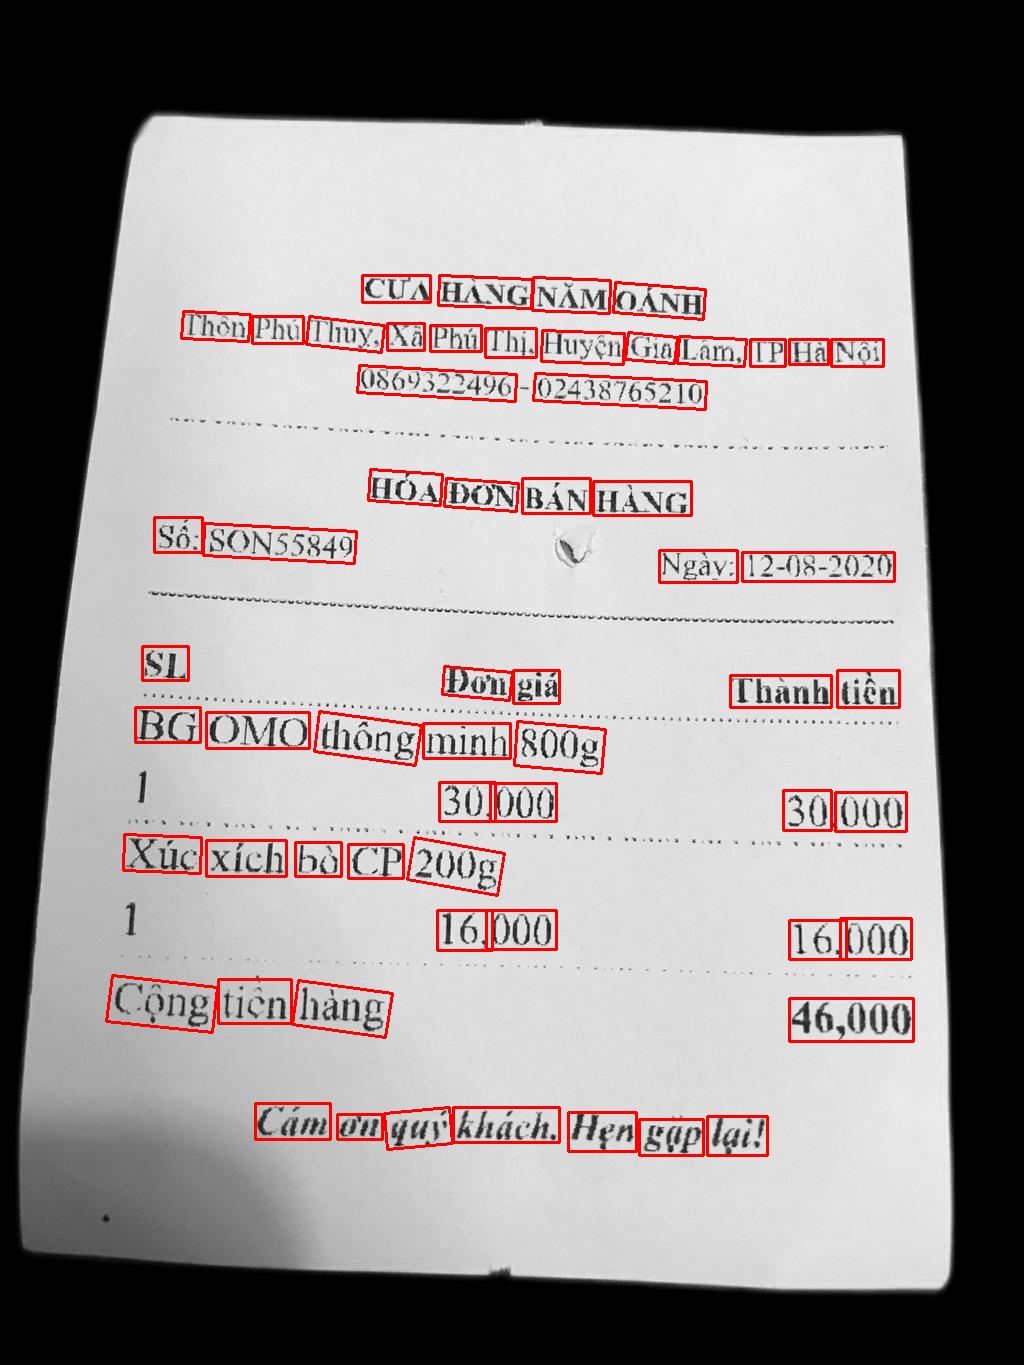 CỬA HÀNG NĂM OÁNH
Thôn Phú Thuỵ, Xã Phú Thị, Huyện Gia Lâm, TP Hà Nội
0869322496 - 02438765210
HÓA ĐƠN BÁN HÀNG
Số: SON55849 Ngày: 12-08-2020
SL Đơn giá Thành tiền
BG OMO thông minh 800g
1 30,000 30,000
Xúc xích bò CP 200g
1 16,000 16,000
Cộng tiền hàng 46,000
Cám ơn quý khách. Hẹn gặp lại!